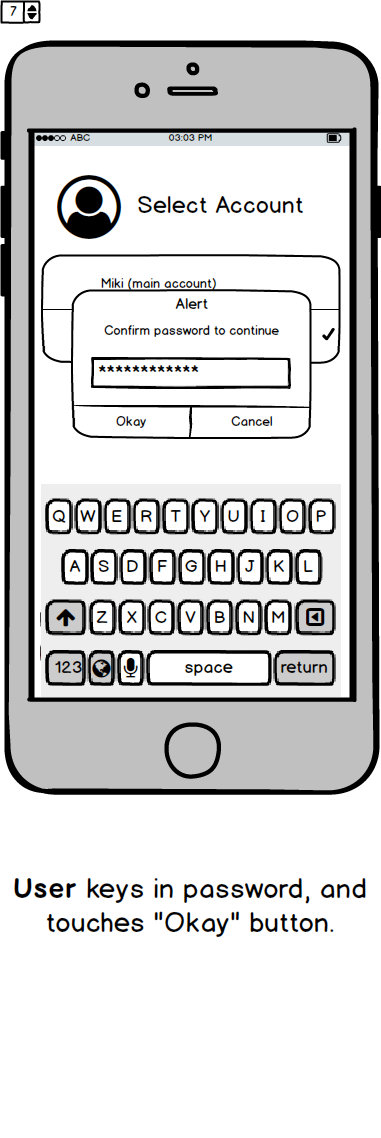 7
ABC 03:03 PM
Select Account
Miki (main account)
Alert
Confirm password to continue
************
Okay Cancel
Q W E R T Y U I O P
A S D F G H J K L
Z X C V B N M
123 space return
User keys in password, and
touches "Okay" button.